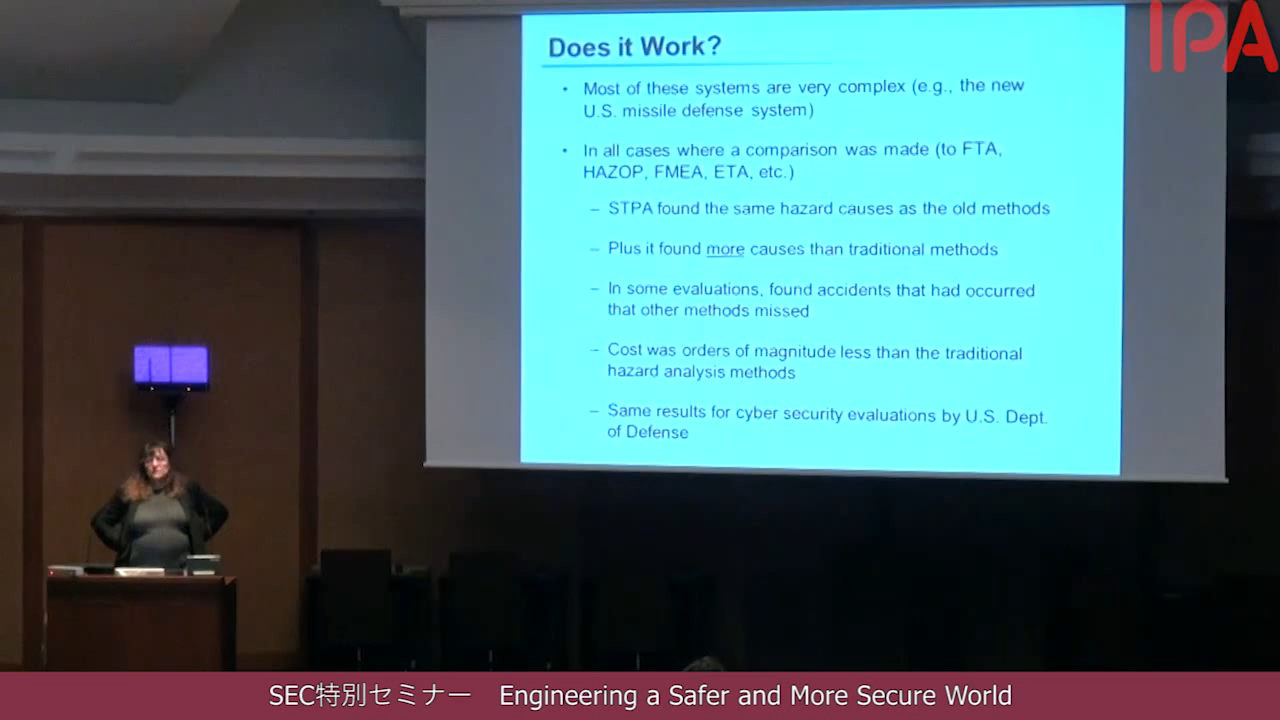 IPA
Does it Work?
• Most of these systems are very complex (e.g., the new
U.S. missile defense system)
• In all cases where a comparison was made (to FTA,
HAZOP, FMEA, ETA, etc.)
– STPA found the same hazard causes as the old methods
– Plus it found more causes than traditional methods
– In some evaluations, found accidents that had occurred
that other methods missed
– Cost was orders of magnitude less than the traditional
hazard analysis methods
– Same results for cyber security evaluations by U.S. Dept.
of Defense
SEC特別セミナー Engineering a Safer and More Secure World